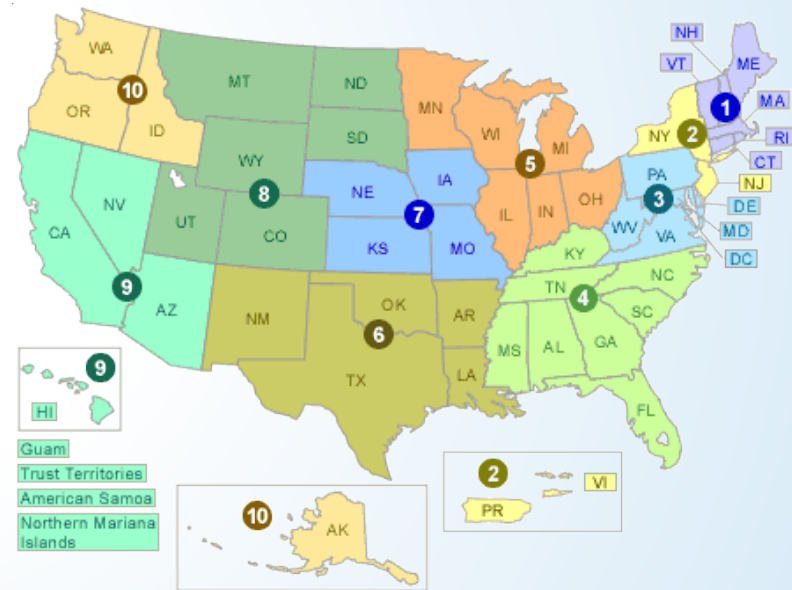 NH
WA
VT
ME
MT
ND
MN
10
OR
ID
WI
MI
NY
2
1
MA
RI
CT
SD
WY
5
PA
NJ
8
NE
IA
3
DE
NV
UT
CO
7
IL
IN
OH
WV
VA
MD
CA
KS
MO
KY
DC
9
AZ
NM
OK
AR
TN
4
NC
SC
6
MS
AL
GA
TX
LA
9
HI
FL
Guam
Trust Territories
American Samoa
Northern Mariana
Islands
10
AK
2
VI
PR